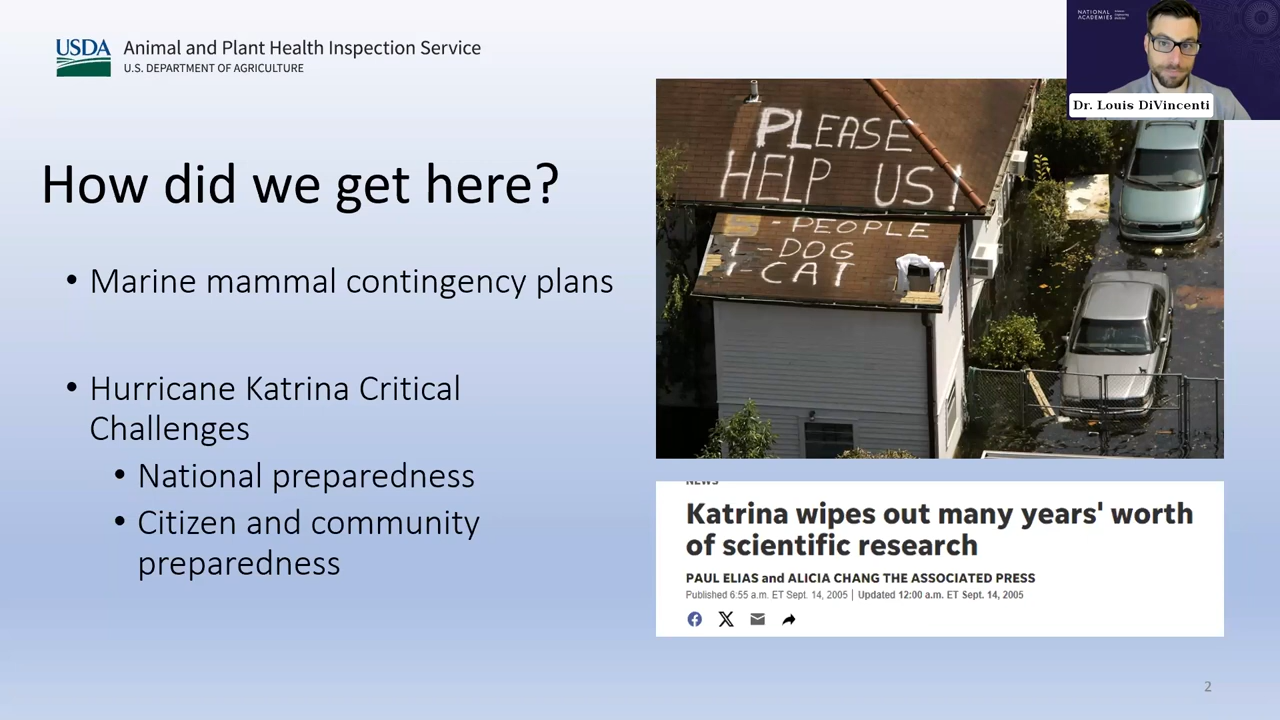 USDA
Animal and Plant Health Inspection Service
U.S. DEPARTMENT OF AGRICULTURE
NATIONAL
ACADEMIES
Dr. Louis DiVincenti
How did we get here?
• Marine mammal contingency plans
• Hurricane Katrina Critical
Challenges
• National preparedness
• Citizen and community
preparedness
PLEASE
HELP US!
- PEOPLE
1 - DOG
1 - CAT
NEWS
Katrina wipes out many years' worth
of scientific research
PAUL ELIAS and ALICIA CHANG THE ASSOCIATED PRESS
Published 6:55 a.m. ET Sept. 14, 2005 | Updated 12:00 a.m. ET Sept. 14, 2005
2